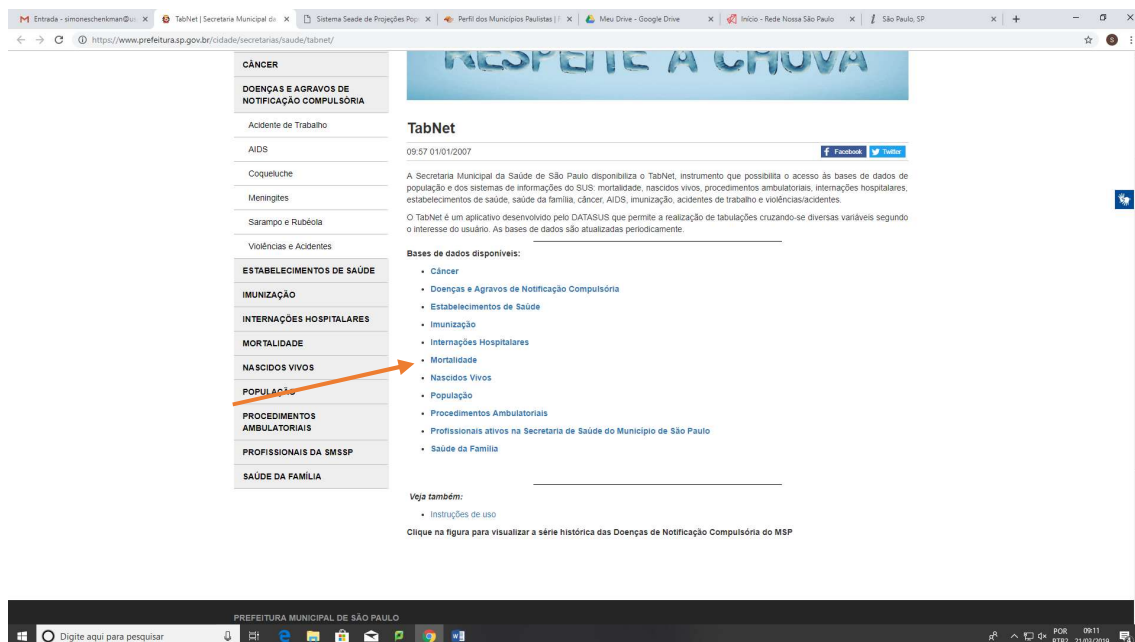 Entrada - simoneschenkman@us
TabNet | Secretaria Municipal de
Sistema Seade de Projeções Pop
Perfil dos Municípios Paulistas | F
Meu Drive - Google Drive
Início - Rede Nossa São Paulo
São Paulo, SP
https://www.prefeitura.sp.gov.br/cidade/secretarias/saude/tabnet/
S
RESPEITE A CHUVA
CÂNCER
DOENÇAS E AGRAVOS DE
NOTIFICAÇÃO COMPULSÓRIA
Acidente de Trabalho
AIDS
Coqueluche
Meningites
Sarampo e Rubéola
Violências e Acidentes
ESTABELECIMENTOS DE SAÚDE
IMUNIZAÇÃO
INTERNAÇÕES HOSPITALARES
MORTALIDADE
NASCIDOS VIVOS
POPULAÇÃO
PROCEDIMENTOS
AMBULATORIAIS
PROFISSIONAIS DA SMSSP
SAÚDE DA FAMÍLIA
TabNet
09:57 01/01/2007
Facebook Twitter
A Secretaria Municipal da Saúde de São Paulo disponibiliza o TabNet, instrumento que possibilita o acesso às bases de dados de
população e dos sistemas de informações do SUS: mortalidade, nascidos vivos, procedimentos ambulatoriais, internações hospitalares,
estabelecimentos de saúde, saúde da família, câncer, AIDS, imunização, acidentes de trabalho e violências/acidentes.
O TabNet é um aplicativo desenvolvido pelo DATASUS que permite a realização de tabulações cruzando-se diversas variáveis segundo
o interesse do usuário. As bases de dados são atualizadas periodicamente.
Bases de dados disponíveis:
• Câncer
• Doenças e Agravos de Notificação Compulsória
• Estabelecimentos de Saúde
• Imunização
• Internações Hospitalares
• Mortalidade
• Nascidos Vivos
• População
• Procedimentos Ambulatoriais
• Profissionais ativos na Secretaria de Saúde do Município de São Paulo
• Saúde da Família
Veja também:
• Instruções de uso
Clique na figura para visualizar a série histórica das Doenças de Notificação Compulsória do MSP
PREFEITURA MUNICIPAL DE SÃO PAULO
Digite aqui para pesquisar
POR 09:11
PTB2 21/03/2019